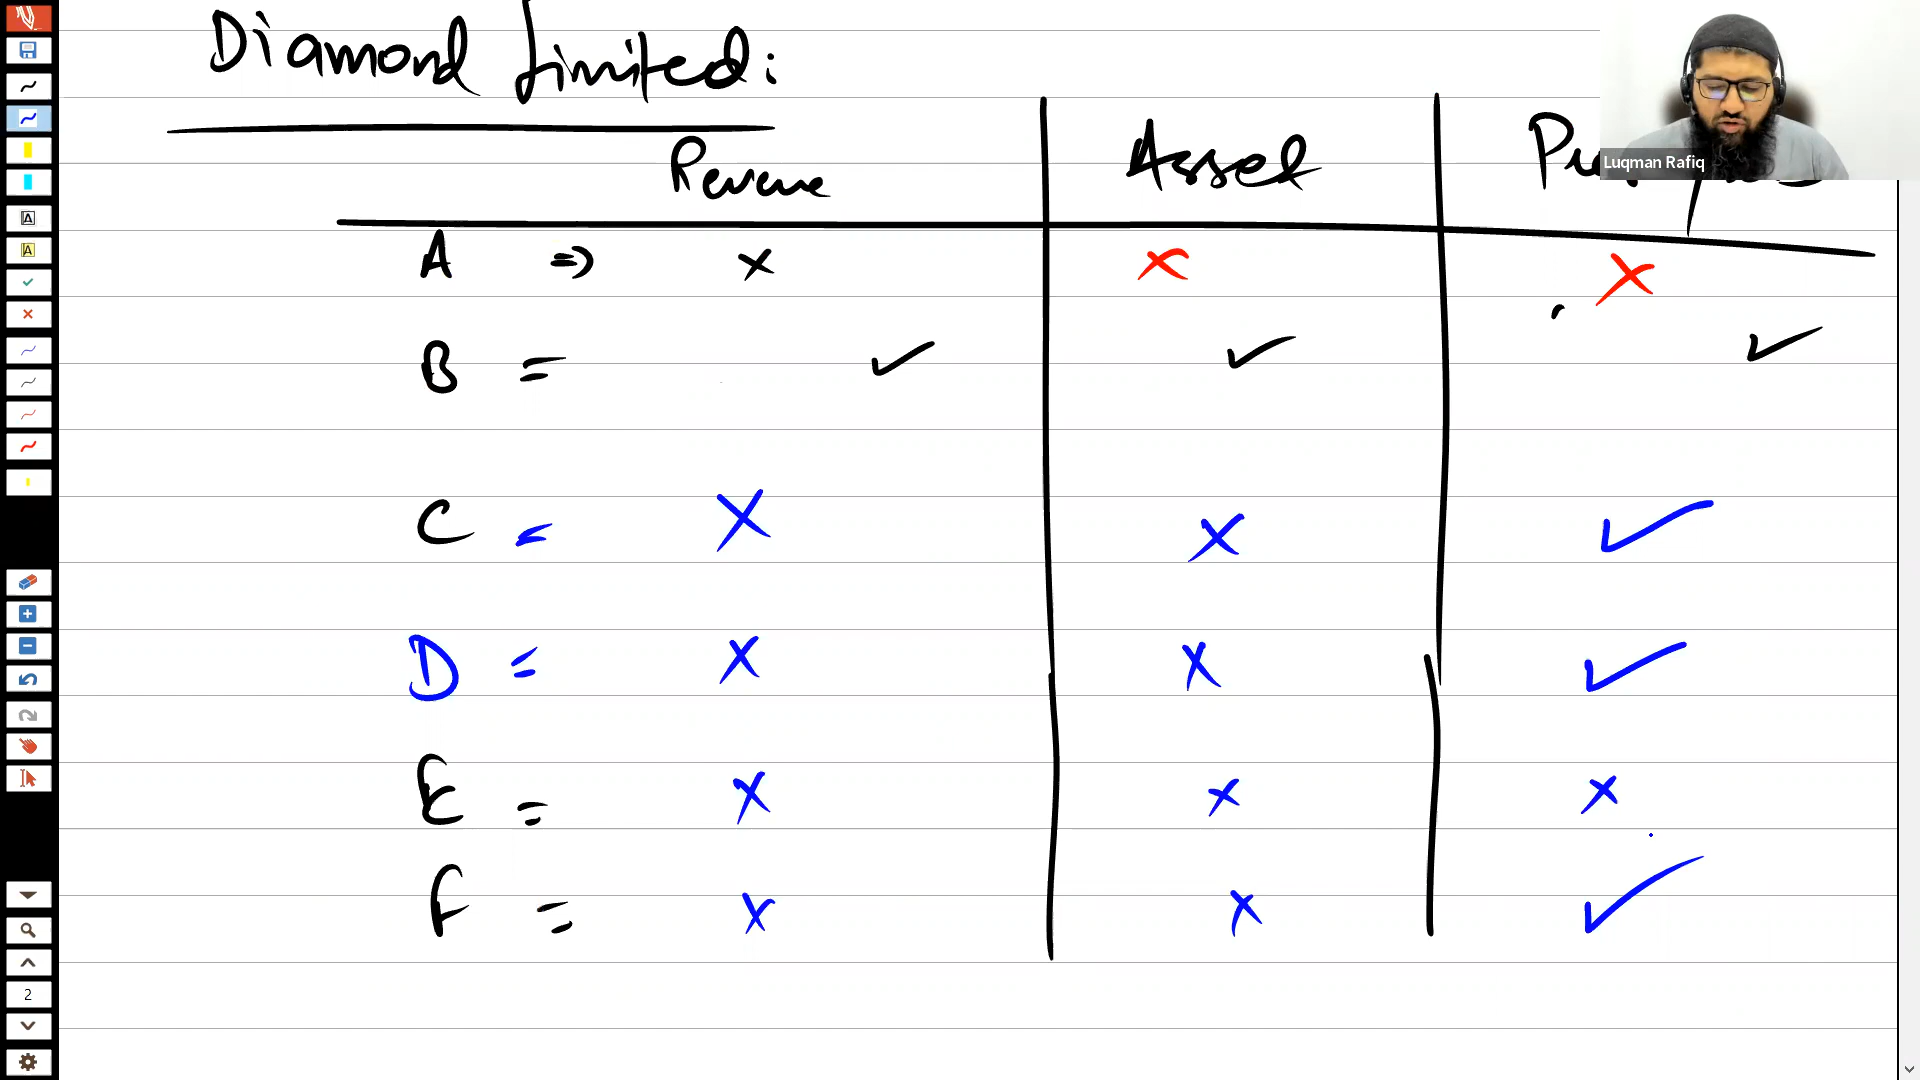 Diamond Limited:
Revenue Asset
Luqman Rafiq
A ⇒ x x x
B = ✓ ✓ ✓
C = x x ✓
D = x x ✓
E = x x x
F = x x ✓
2